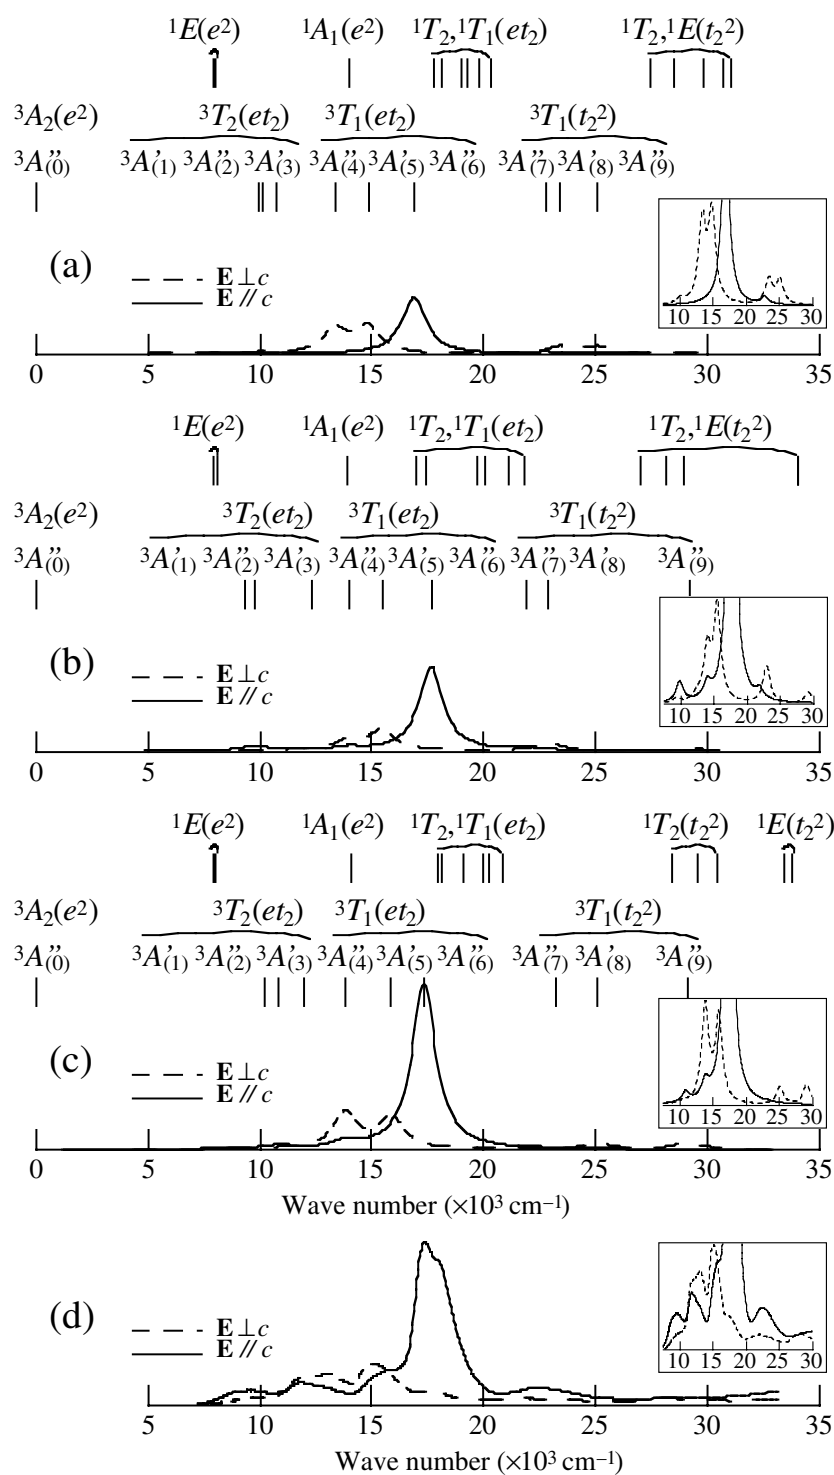 ¹E(e²) ¹A₁(e²) ¹T₂,¹T₁(et₂) ¹T₂,¹E(t₂²)
³A₂(e²) ³T₂(et₂) ³T₁(et₂) ³T₁(t₂²)
³A″₍₀₎ ³A′₍₁₎ ³A″₍₂₎ ³A′₍₃₎ ³A″₍₄₎ ³A′₍₅₎ ³A″₍₆₎ ³A″₍₇₎ ³A′₍₈₎ ³A″₍₉₎
(a)
E ⊥ c
E // c
10 15 20 25 30
0 5 10 15 20 25 30 35
¹E(e²) ¹A₁(e²) ¹T₂,¹T₁(et₂) ¹T₂,¹E(t₂²)
³A₂(e²) ³T₂(et₂) ³T₁(et₂) ³T₁(t₂²)
³A″₍₀₎ ³A′₍₁₎ ³A″₍₂₎ ³A′₍₃₎ ³A″₍₄₎ ³A′₍₅₎ ³A″₍₆₎ ³A″₍₇₎ ³A′₍₈₎ ³A″₍₉₎
(b)
E ⊥ c
E // c
10 15 20 25 30
0 5 10 15 20 25 30 35
¹E(e²) ¹A₁(e²) ¹T₂,¹T₁(et₂) ¹T₂(t₂²) ¹E(t₂²)
³A₂(e²) ³T₂(et₂) ³T₁(et₂) ³T₁(t₂²)
³A″₍₀₎ ³A′₍₁₎ ³A″₍₂₎ ³A′₍₃₎ ³A″₍₄₎ ³A′₍₅₎ ³A″₍₆₎ ³A″₍₇₎ ³A′₍₈₎ ³A″₍₉₎
(c)
E ⊥ c
E // c
10 15 20 25 30
0 5 10 15 20 25 30 35
Wave number (×10³ cm⁻¹)
(d)
E ⊥ c
E // c
10 15 20 25 30
5 10 15 20 25 30 35
Wave number (×10³ cm⁻¹)